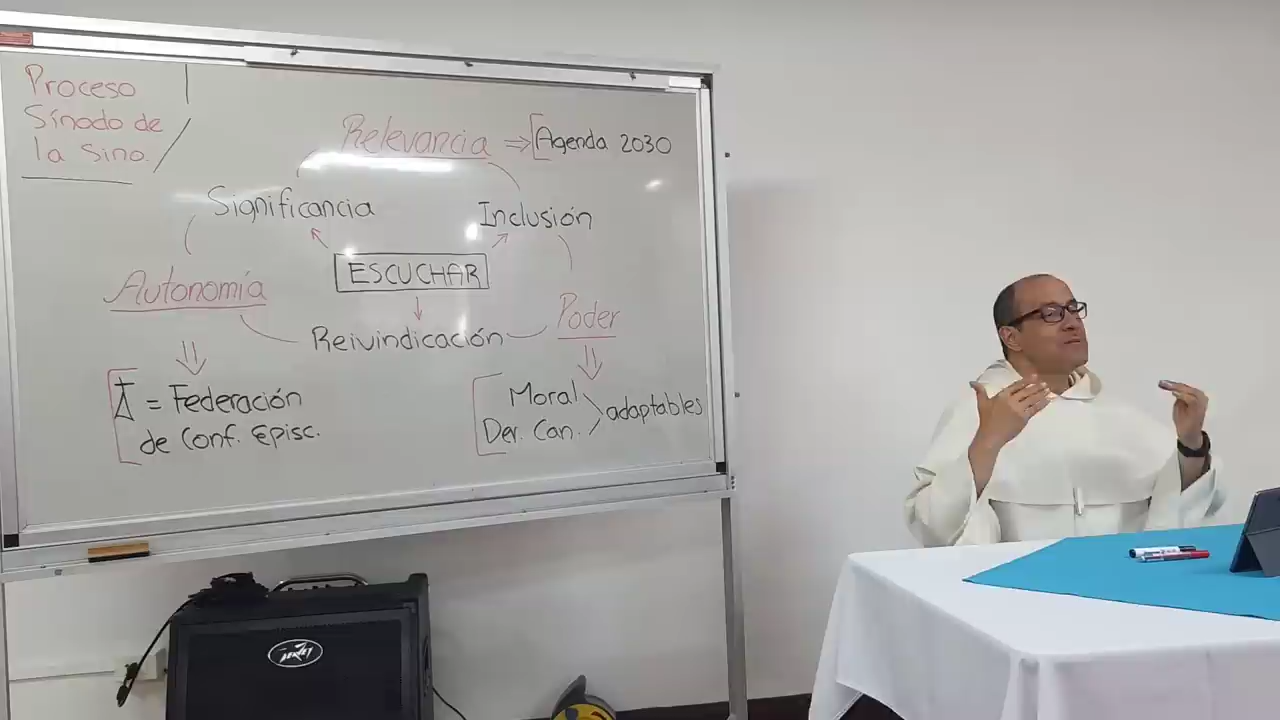 Proceso
Sínodo de
la Sino.
Relevancia ⇒ [Agenda 2030
Significancia
Inclusión
ESCUCHAR
Autonomía
Poder
Reivindicación
= Federación
de Conf. Episc.
Moral
Der. Can.
adaptables
PEAVEY